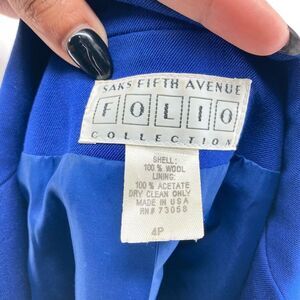 SAKS FIFTH AVENUE
FOLIO
COLLECTION
SHELL:
100% WOOL
LINING:
100% ACETATE
DRY CLEAN ONLY
MADE IN USA
RN# 73058
4P